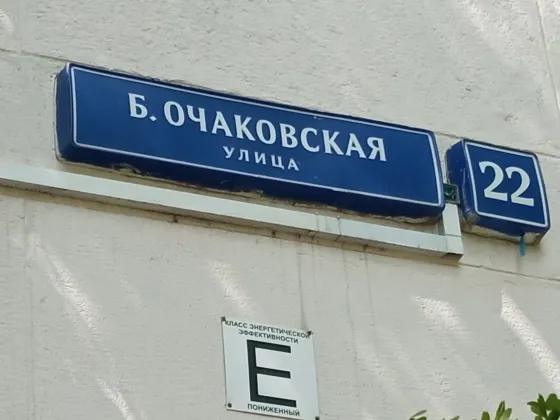 Б. ОЧАКОВСКАЯ
УЛИЦА
22
КЛАСС ЭНЕРГЕТИЧЕСКОЙ
ЭФФЕКТИВНОСТИ
E
ПОНИЖЕННЫЙ